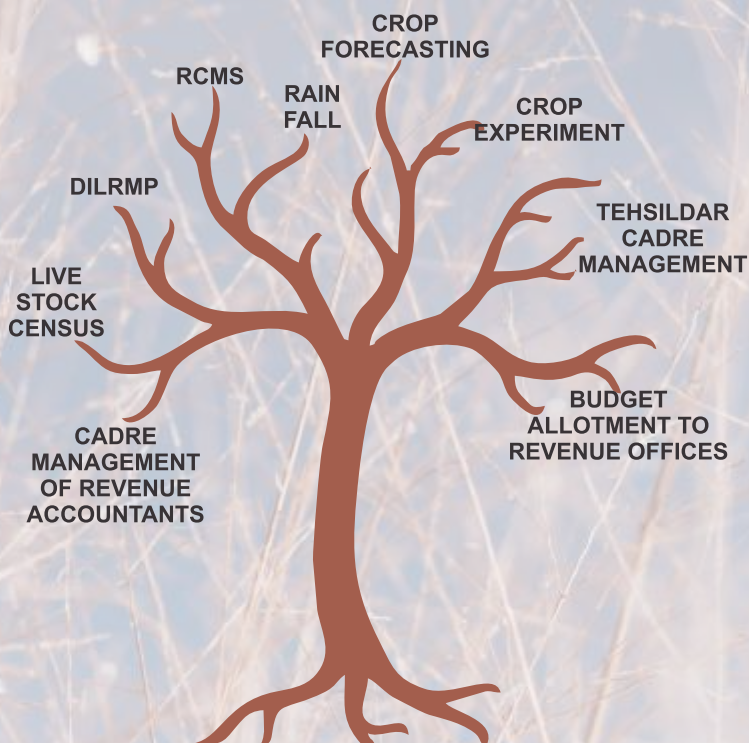 CROP
FORECASTING
RCMS
RAIN
FALL
CROP
EXPERIMENT
DILRMP
TEHSILDAR
CADRE
MANAGEMENT
LIVE
STOCK
CENSUS
BUDGET
ALLOTMENT TO
REVENUE OFFICES
CADRE
MANAGEMENT
OF REVENUE
ACCOUNTANTS